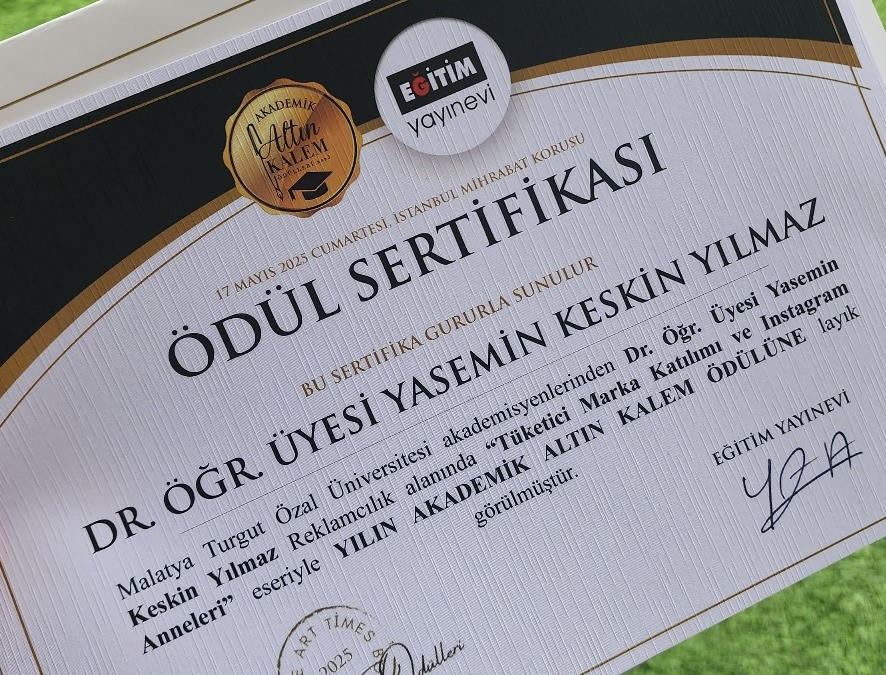 AKADEMİK
Altın
KALEM
EĞİTİM
yayınevi
17 MAYIS 2025 CUMARTESİ, İSTANBUL MİHRABAT KORUSU
ÖDÜL SERTİFİKASI
BU SERTİFİKA GURURLA SUNULUR
DR. ÖĞR. ÜYESİ YASEMİN KESKİN YILMAZ
Malatya Turgut Özal Üniversitesi akademisyenlerinden Dr. Öğr. Üyesi Yasemin
Keskin Yılmaz Reklamcılık alanında “Tüketici Marka Katılımı ve Instagram
Anneleri” eseriyle YILIN AKADEMİK ALTIN KALEM ÖDÜLÜNE layık
görülmüştür.
EĞİTİM YAYINEVİ
ART TIMES
2025
Ödülleri